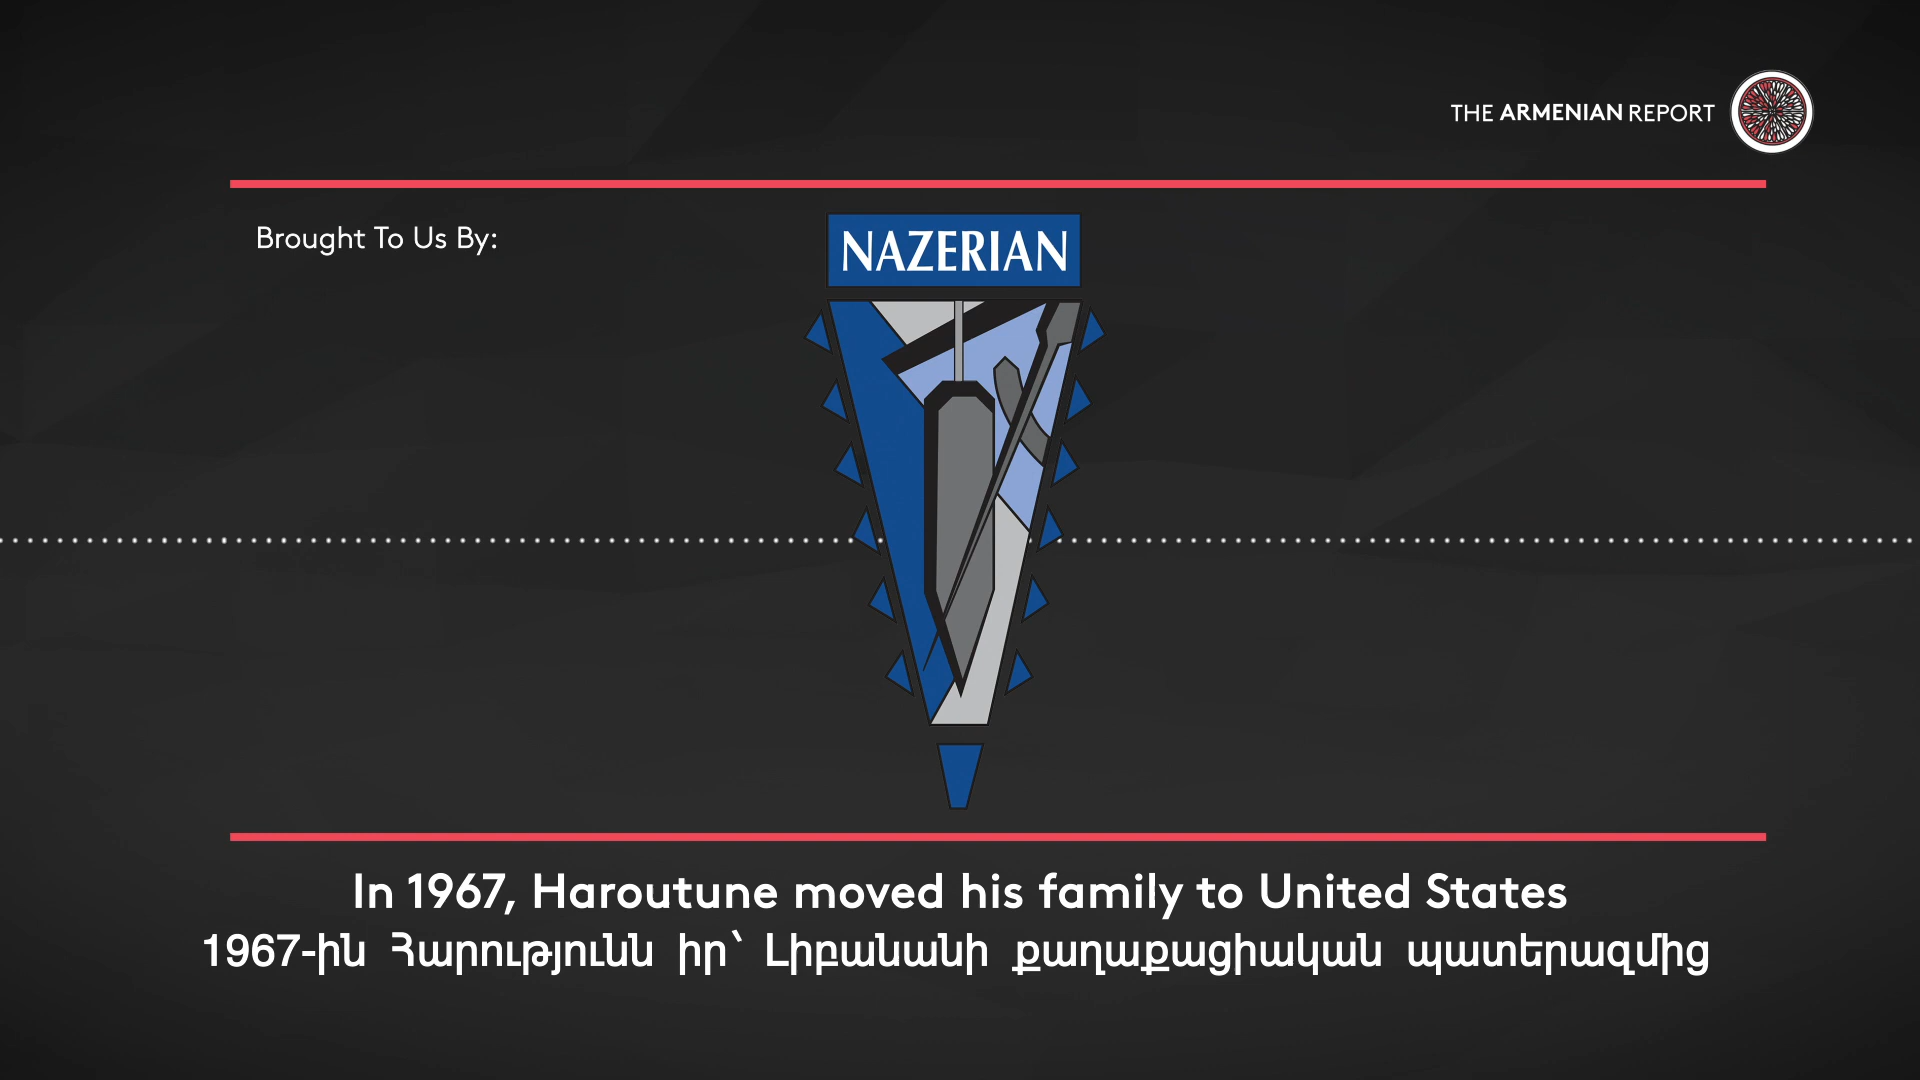 THE ARMENIAN REPORT
Brought To Us By:
NAZERIAN
In 1967, Haroutune moved his family to United States
1967-ին Հարությունն իր՝ Լիբանանի քաղաքացիական պատերազմից